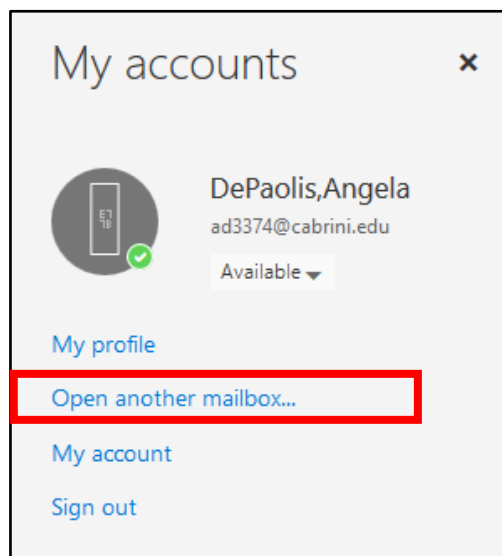 My accounts
DePaolis,Angela
ad3374@cabrini.edu
Available
My profile
Open another mailbox...
My account
Sign out